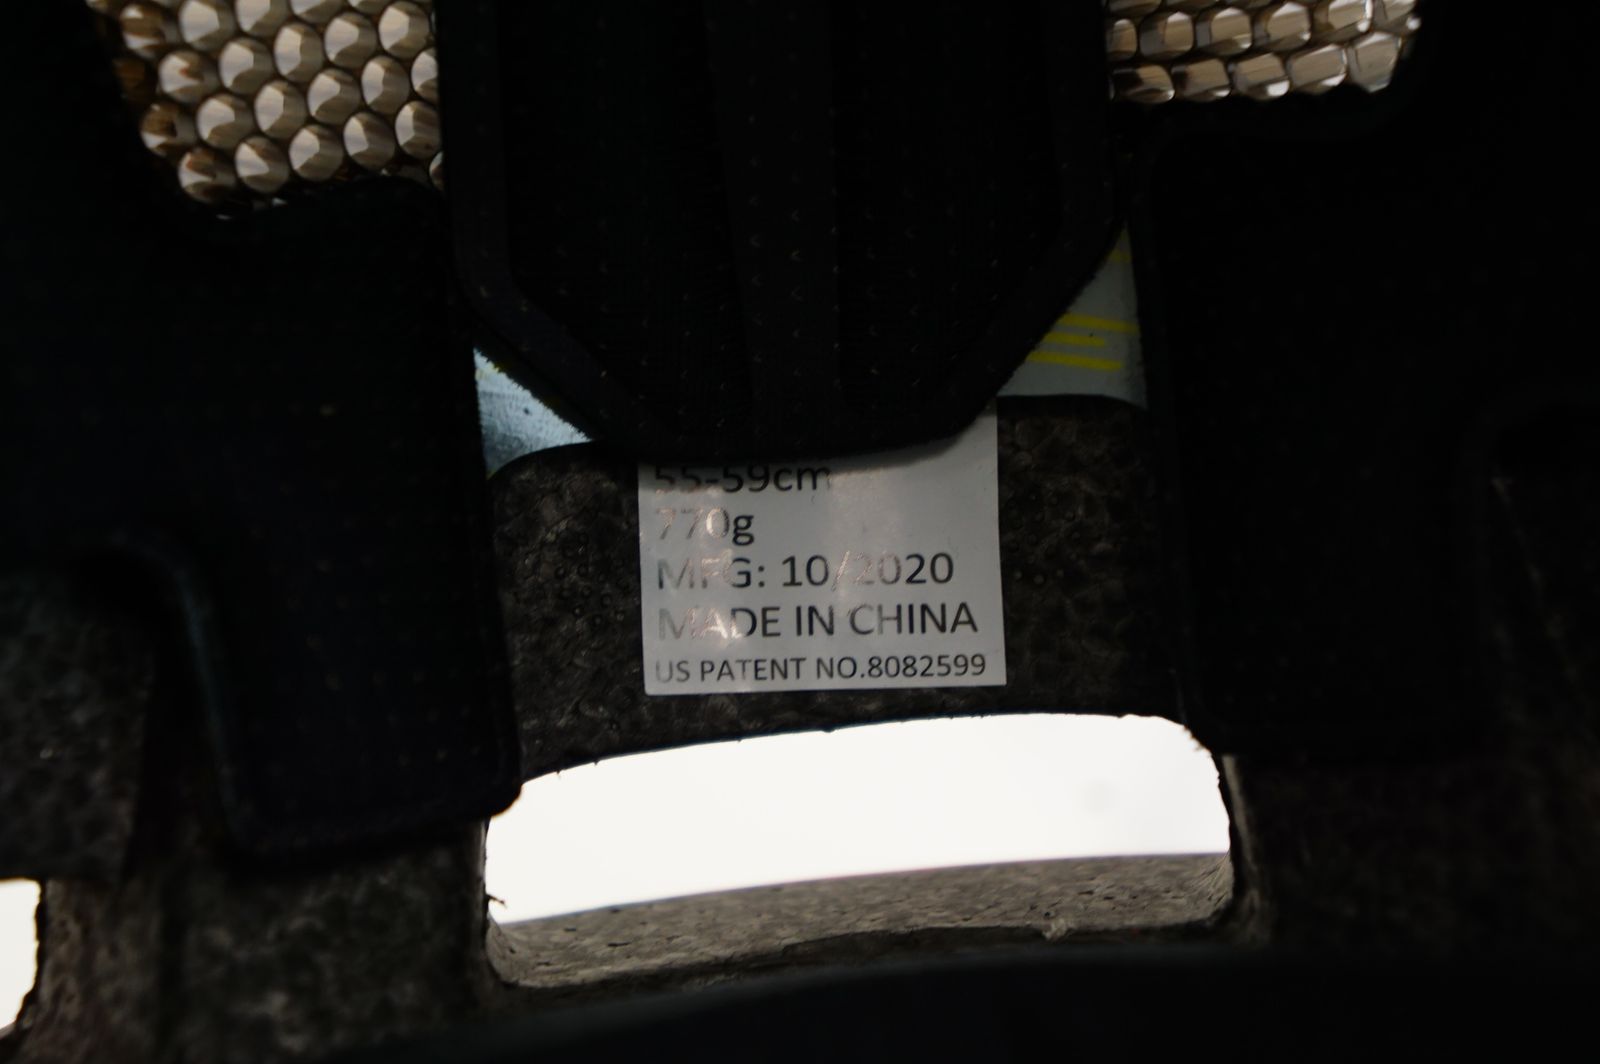 55-59cm
770g
MFG: 10/2020
MADE IN CHINA
US PATENT NO.8082599